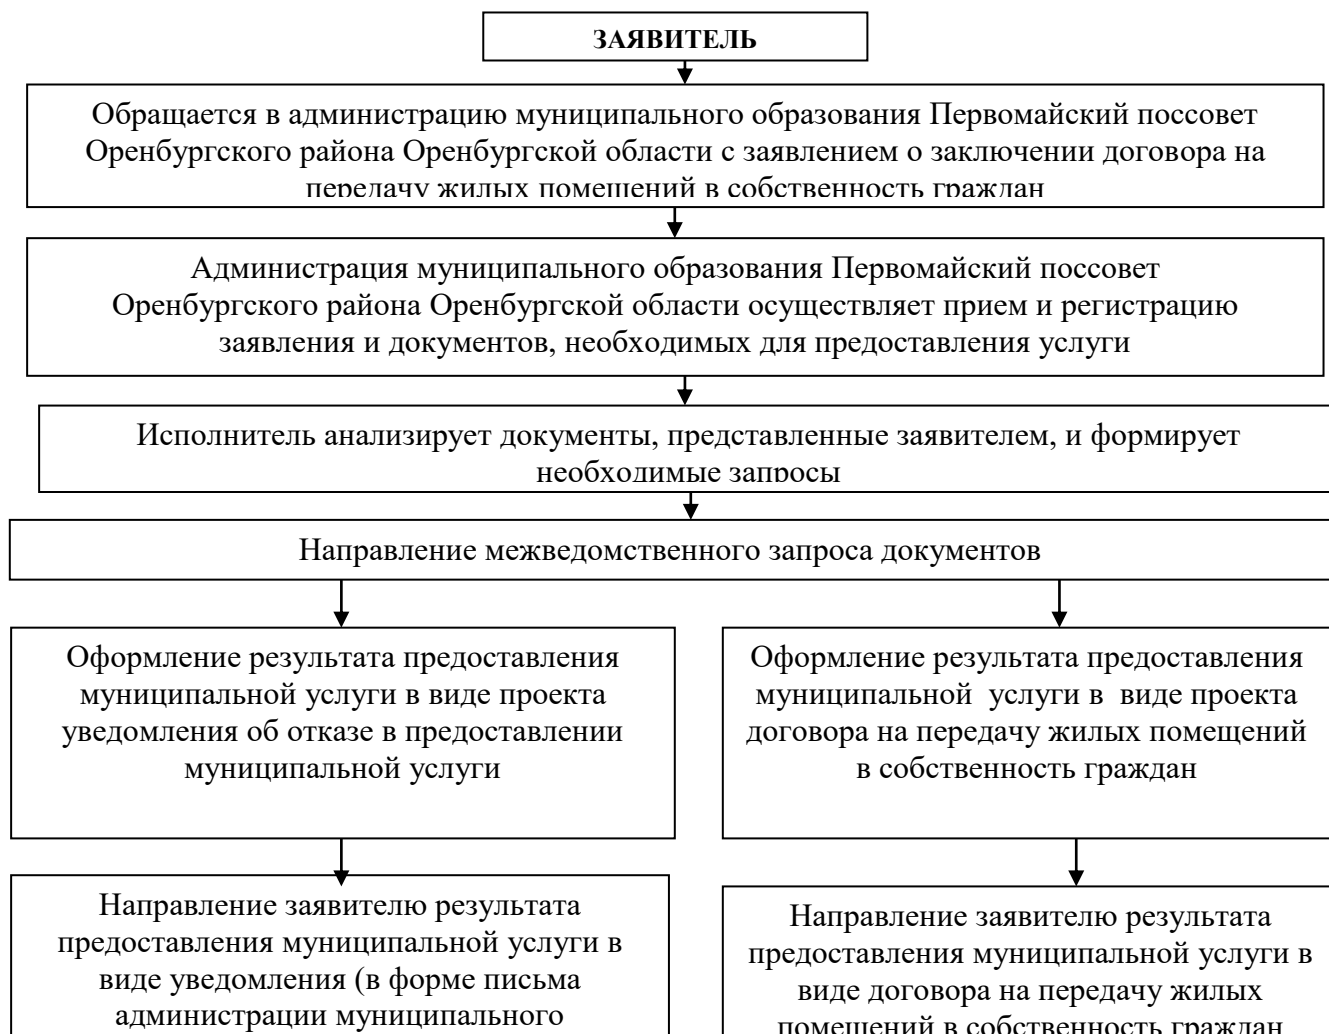 ЗАЯВИТЕЛЬ
Обращается в администрацию муниципального образования Первомайский поссовет
Оренбургского района Оренбургской области с заявлением о заключении договора на
передачу жилых помещений в собственность граждан
Администрация муниципального образования Первомайский поссовет
Оренбургского района Оренбургской области осуществляет прием и регистрацию
заявления и документов, необходимых для предоставления услуги
Исполнитель анализирует документы, представленные заявителем, и формирует
необходимые запросы
Направление межведомственного запроса документов
Оформление результата предоставления
муниципальной услуги в виде проекта
уведомления об отказе в предоставлении
муниципальной услуги
Оформление результата предоставления
муниципальной  услуги в  виде проекта
договора на передачу жилых помещений
в собственность граждан
Направление заявителю результата
предоставления муниципальной услуги в
виде уведомления (в форме письма
администрации муниципального
Направление заявителю результата
предоставления муниципальной услуги в
виде договора на передачу жилых
помещений в собственность граждан